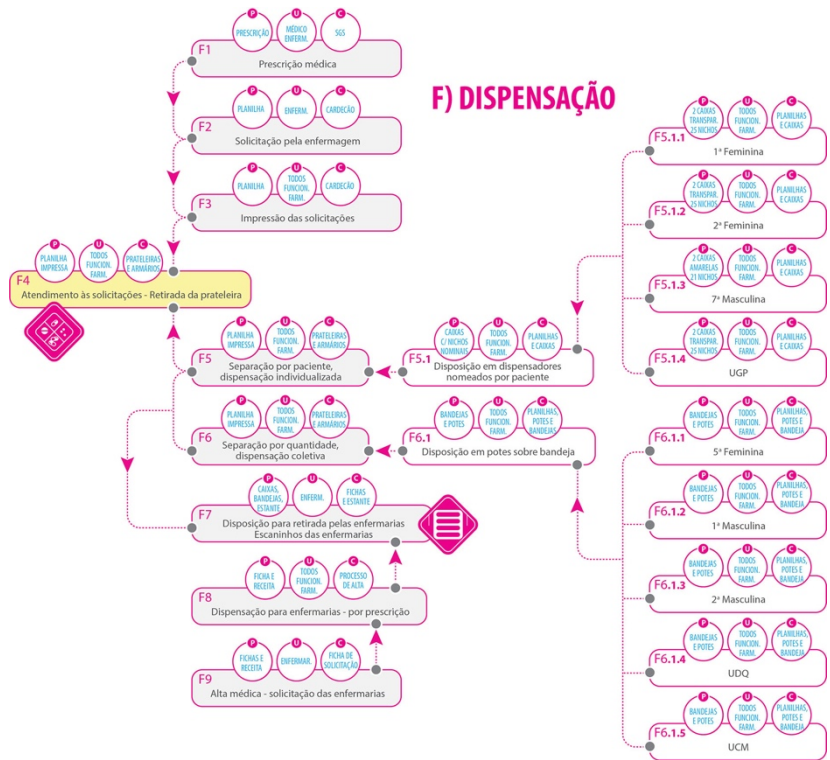 F) DISPENSAÇÃO
P
U
C
PRESCRIÇÃO
MÉDICO
ENFERM.
SGS
F1
Prescrição médica
P
U
C
PLANILHA
ENFERM.
CARDECÃO
F2
Solicitação pela enfermagem
P
U
C
PLANILHA
TODOS
FUNCION.
FARM.
CARDECÃO
F3
Impressão das solicitações
P
U
C
PLANILHA
IMPRESSA
TODOS
FUNCION.
FARM.
PRATELEIRAS
E ARMÁRIOS
F4
Atendimento às solicitações - Retirada da prateleira
P
U
C
PLANILHA
IMPRESSA
TODOS
FUNCION.
FARM.
PRATELEIRAS
E ARMÁRIOS
F5
Separação por paciente,
dispensação individualizada
P
U
C
CAIXAS
C/ NICHOS
NOMINAIS
TODOS
FUNCION.
FARM.
PLANILHAS
E CAIXAS
F5.1
Disposição em dispensadores
nomeados por paciente
P
U
C
2 CAIXAS
TRANSPAR.
25 NICHOS
TODOS
FUNCION.
FARM.
PLANILHAS
E CAIXAS
F5.1.1
1ª Feminina
P
U
C
2 CAIXAS
TRANSPAR.
25 NICHOS
TODOS
FUNCION.
FARM.
PLANILHAS
E CAIXAS
F5.1.2
2ª Feminina
P
U
C
2 CAIXAS
AMARELAS
21 NICHOS
TODOS
FUNCION.
FARM.
PLANILHAS
E CAIXAS
F5.1.3
7ª Masculina
P
U
C
2 CAIXAS
TRANSPAR.
25 NICHOS
TODOS
FUNCION.
FARM.
PLANILHAS
E CAIXAS
F5.1.4
UGP
P
U
C
PLANILHA
IMPRESSA
TODOS
FUNCION.
FARM.
PRATELEIRAS
E ARMÁRIOS
F6
Separação por quantidade,
dispensação coletiva
P
U
C
BANDEJAS
E POTES
TODOS
FUNCION.
FARM.
PLANILHAS,
POTES E
BANDEJAS
F6.1
Disposição em potes sobre bandeja
P
U
C
BANDEJAS
E POTES
TODOS
FUNCION.
FARM.
PLANILHAS,
POTES E
BANDEJA
F6.1.1
5ª Feminina
P
U
C
BANDEJAS
E POTES
TODOS
FUNCION.
FARM.
PLANILHAS,
POTES E
BANDEJA
F6.1.2
1ª Masculina
P
U
C
BANDEJAS
E POTES
TODOS
FUNCION.
FARM.
PLANILHAS,
POTES E
BANDEJA
F6.1.3
2ª Masculina
P
U
C
BANDEJAS
E POTES
TODOS
FUNCION.
FARM.
PLANILHAS,
POTES E
BANDEJA
F6.1.4
UDQ
P
U
C
BANDEJAS
E POTES
TODOS
FUNCION.
FARM.
PLANILHAS,
POTES E
BANDEJA
F6.1.5
UCM
P
U
C
CAIXAS,
BANDEJAS,
ESTANTE
ENFERM.
FICHAS
E ESTANTE
F7
Disposição para retirada pelas enfermarias
Escaninhos das enfermarias
P
U
C
FICHA E
RECEITA
TODOS
FUNCION.
FARM.
PROCESSO
DE ALTA
F8
Dispensação para enfermarias - por prescrição
P
U
C
FICHAS E
RECEITA
ENFERMAR.
FICHA DE
SOLICITAÇÃO
F9
Alta médica - solicitação das enfermarias